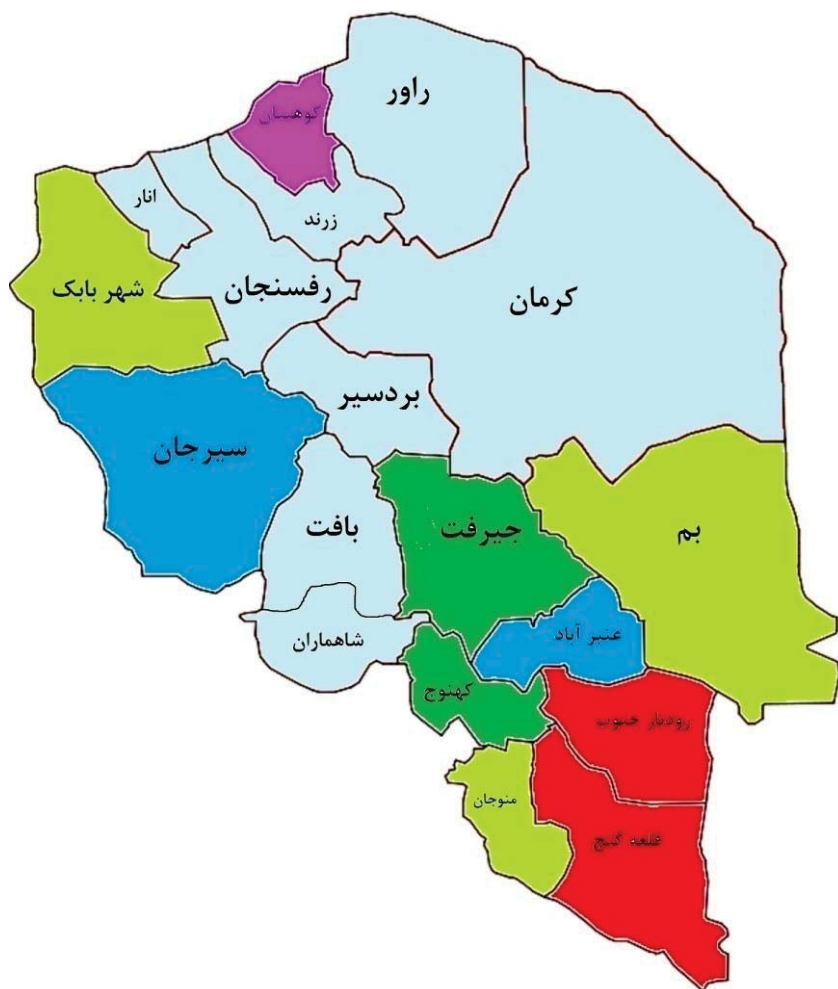 راور
کوهبنان
انار
زرند
شهر بابک
رفسنجان
کرمان
بردسیر
سیرجان
بافت
جیرفت
بم
شاهماران
عنبر آباد
کهنوج
رودبار جنوب
منوجان
قلعه گنج